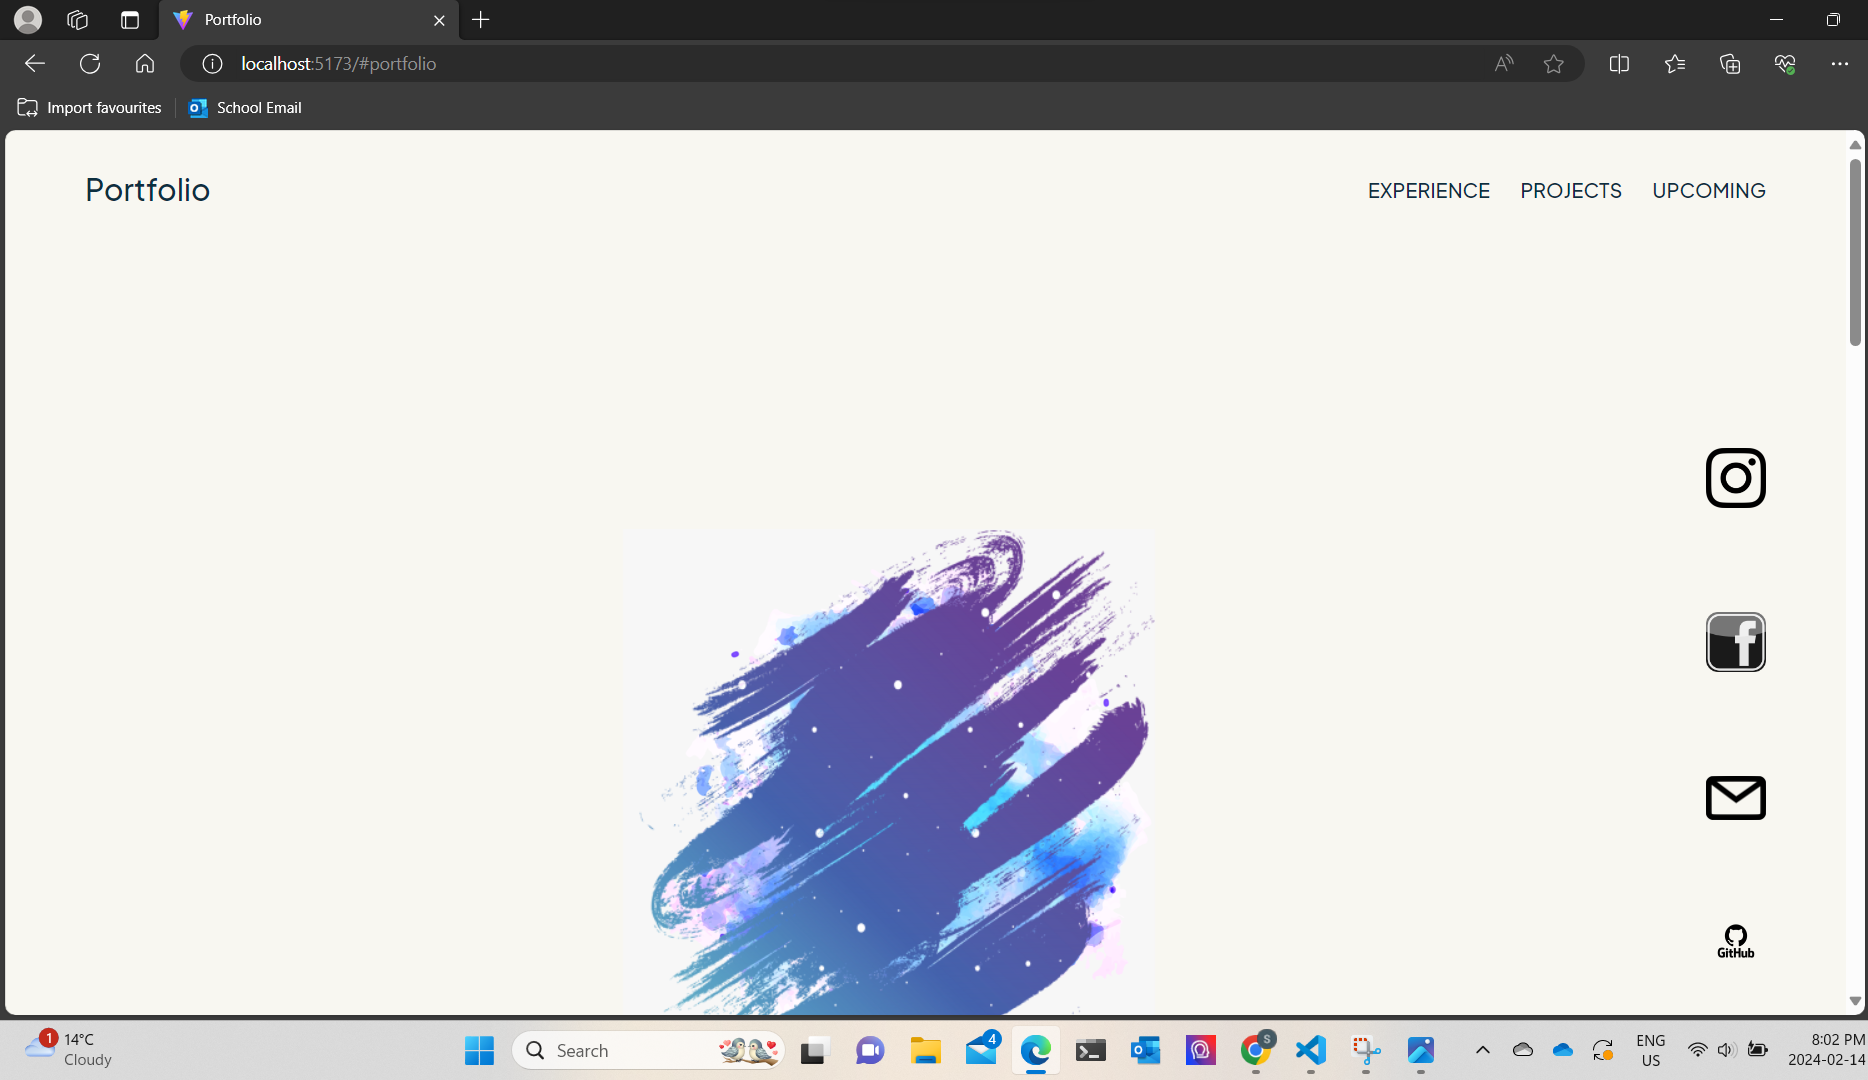 Portfolio
localhost:5173/#portfolio
Import favourites
School Email
Portfolio
EXPERIENCE PROJECTS UPCOMING
f
GitHub
1
14°C
Cloudy
Search
4
S
ENG
US
8:02 PM
2024-02-14